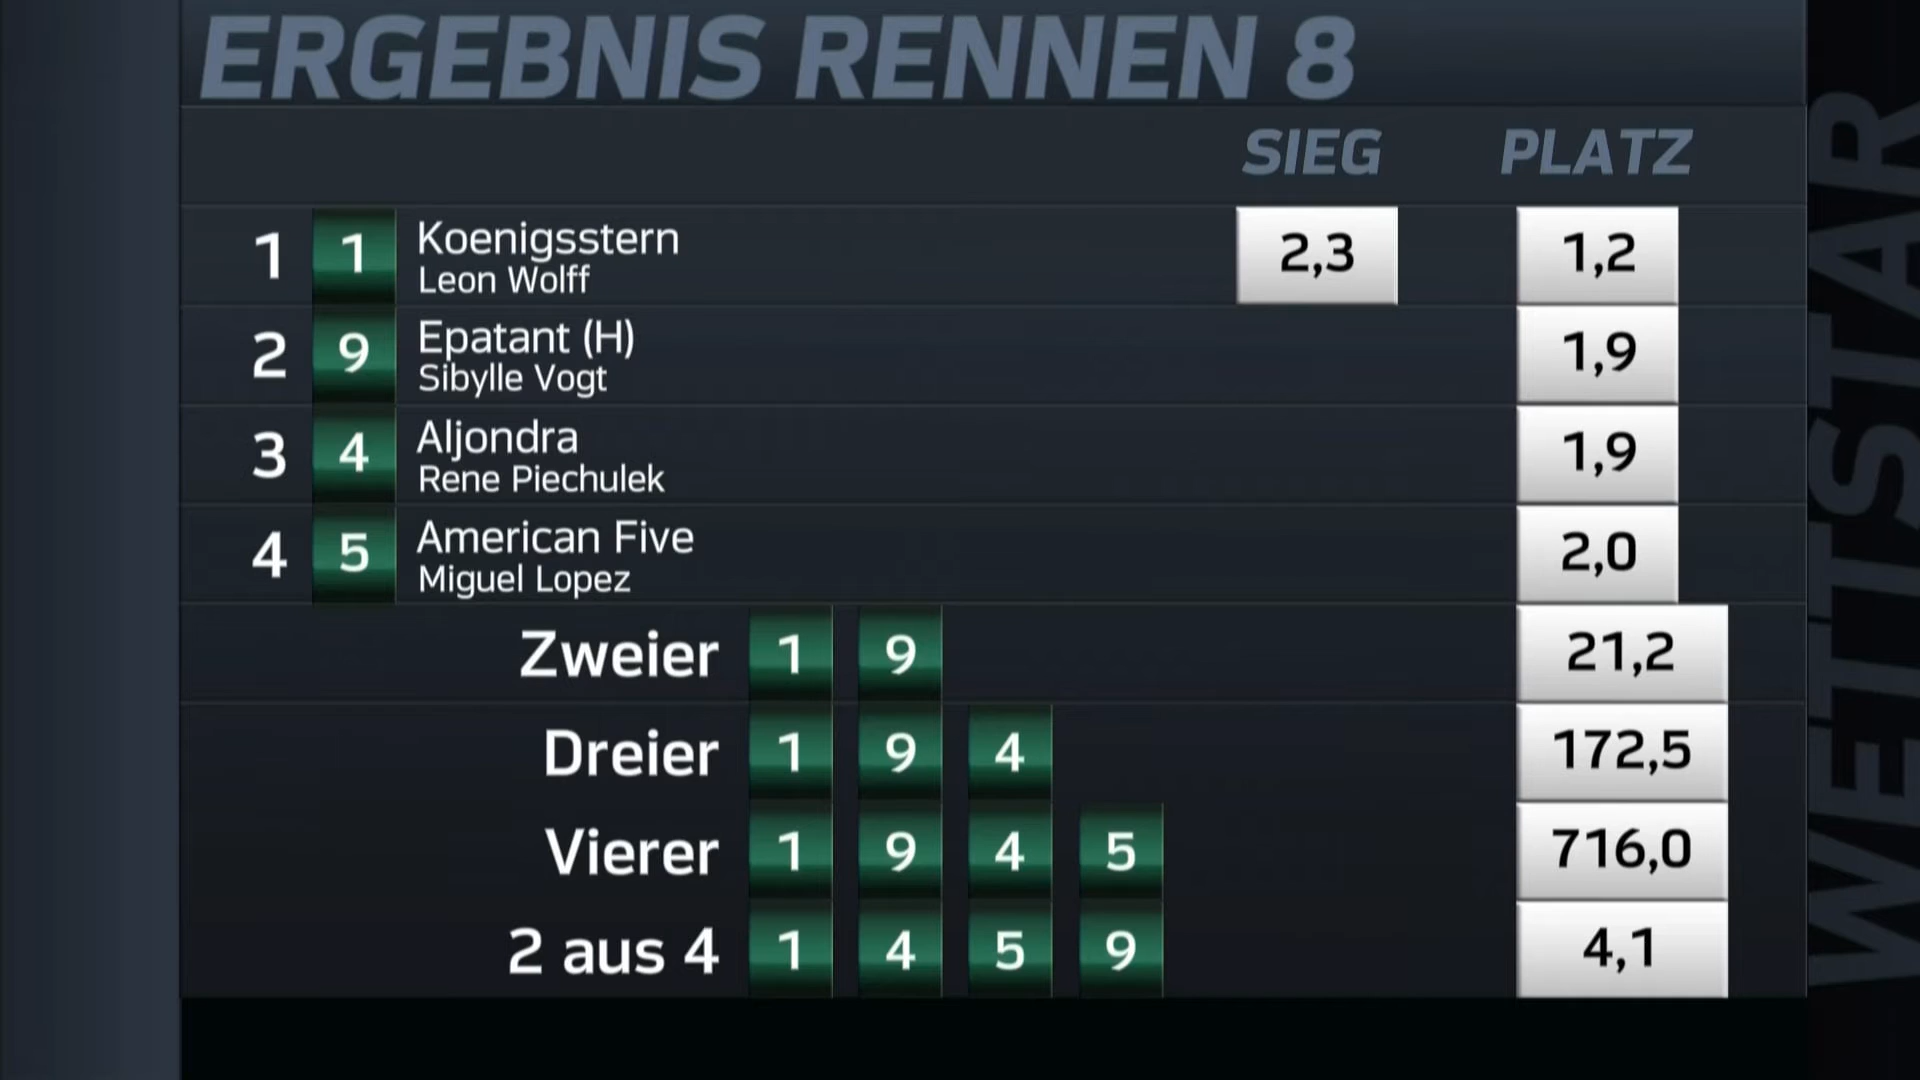 ERGEBNIS RENNEN 8
SIEG PLATZ
1 1 Koenigsstern 2,3 1,2
Leon Wolff
2 9 Epatant (H) 1,9
Sibylle Vogt
3 4 Aljondra 1,9
Rene Piechulek
4 5 American Five 2,0
Miguel Lopez
Zweier 1 9 21,2
Dreier 1 9 4 172,5
Vierer 1 9 4 5 716,0
2 aus 4 1 4 5 9 4,1
WETTSTAR